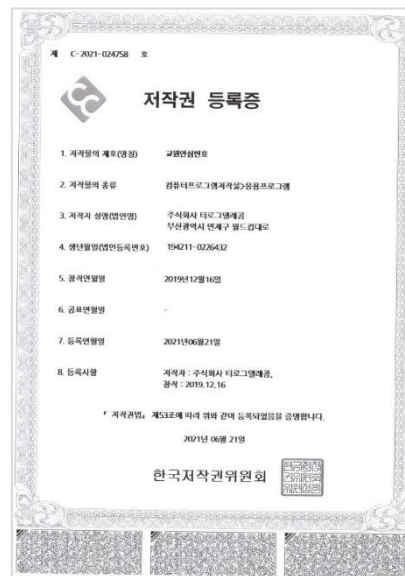 제 C-2021-024758 호
저작권 등록증
1. 저작물의 제호(명칭) 교원안심번호
2. 저작물의 종류 컴퓨터프로그램저작물>응용프로그램
3. 저작자 성명(법인명) 주식회사 티로그텔레콤
부산광역시 연제구 월드컵대로
4. 생년월일(법인등록번호) 194211-0226432
5. 창작연월일 2019년12월16일
6. 공표연월일 -
7. 등록연월일 2021년06월21일
8. 등록사항 저작자 : 주식회사 티로그텔레콤,
창작 : 2019.12.16
『 저작권법』 제53조에 따라 위와 같이 등록되었음을 증명합니다.
2021년 06월 21일
한국저작권위원회